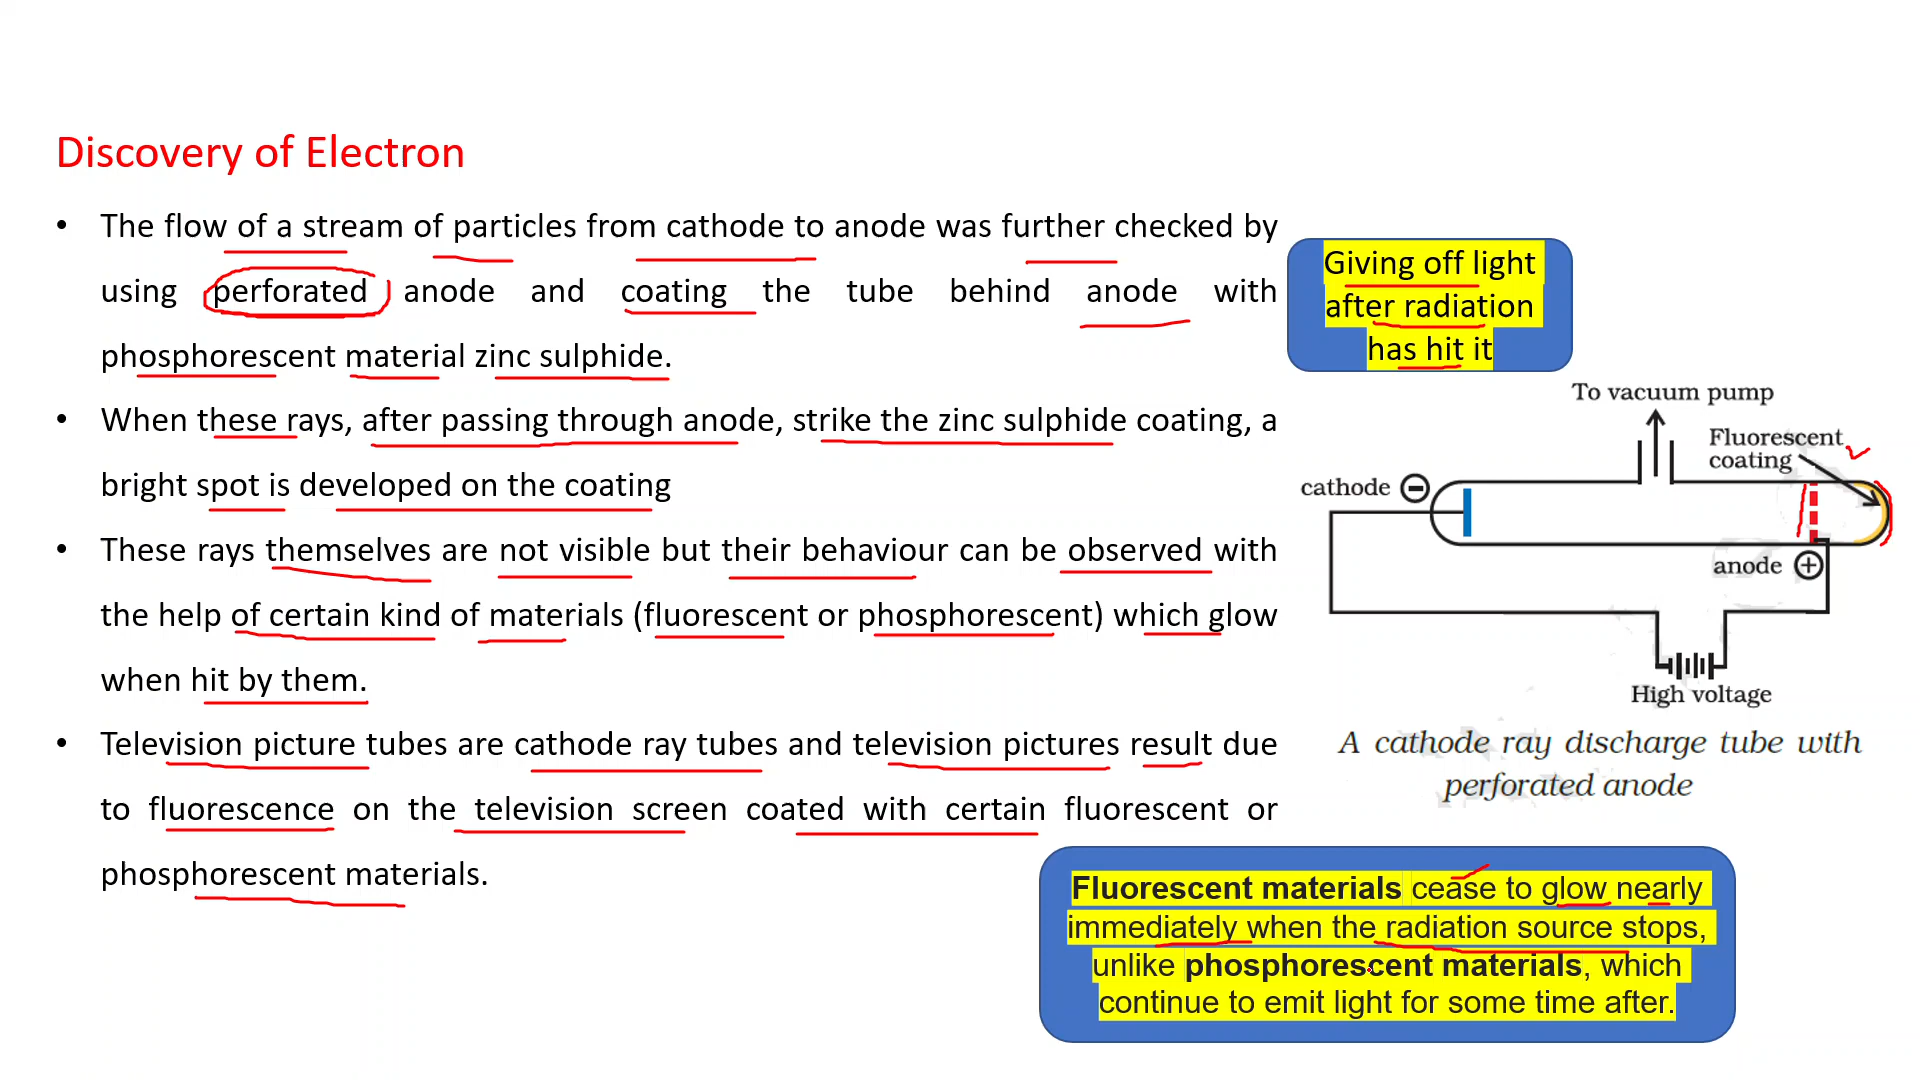 Discovery of Electron
• The flow of a stream of particles from cathode to anode was further checked by
using perforated anode and coating the tube behind anode with
phosphorescent material zinc sulphide.
• When these rays, after passing through anode, strike the zinc sulphide coating, a
bright spot is developed on the coating
• These rays themselves are not visible but their behaviour can be observed with
the help of certain kind of materials (fluorescent or phosphorescent) which glow
when hit by them.
• Television picture tubes are cathode ray tubes and television pictures result due
to fluorescence on the television screen coated with certain fluorescent or
phosphorescent materials.
Giving off light
after radiation
has hit it
To vacuum pump
Fluorescent
coating
cathode
anode
High voltage
A cathode ray discharge tube with
perforated anode
Fluorescent materials cease to glow nearly
immediately when the radiation source stops,
unlike phosphorescent materials, which
continue to emit light for some time after.